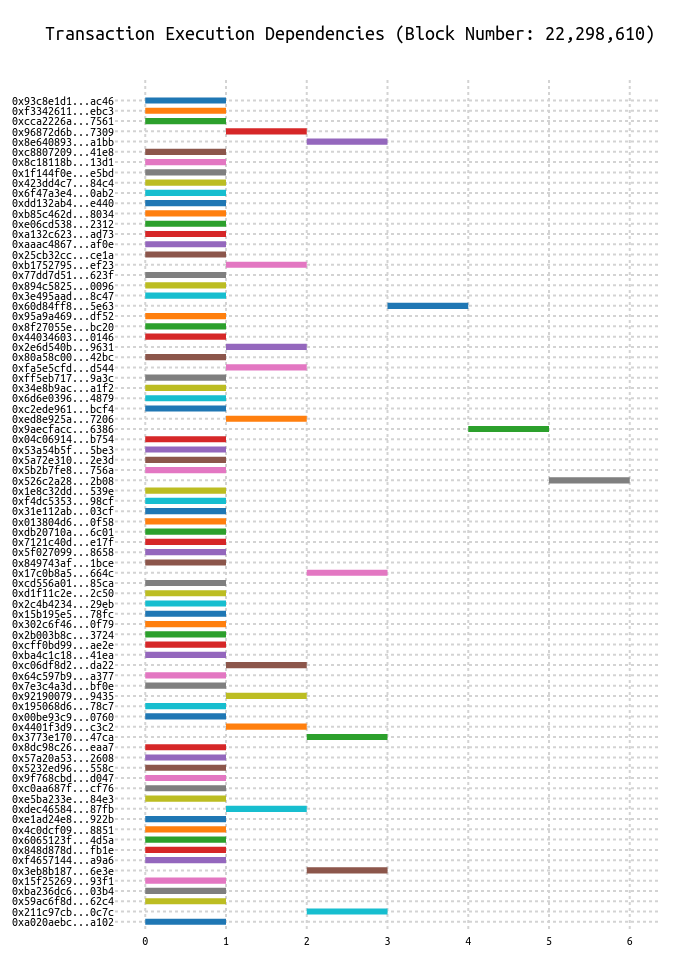 Transaction Execution Dependencies (Block Number: 22,298,610)
0x93c8e1d1...ac46
0xf3342611...ebc3
0xcca2226a...7561
0x96872d6b...7309
0x8e640893...a1bb
0xc8807209...41e8
0x8c18118b...13d1
0x1f144f0e...e5bd
0x423dd4c7...84c4
0x6f47a3e4...0ab2
0xdd132ab4...e440
0xb85c462d...8034
0xe06cd538...2312
0xa132c623...ad73
0xaaac4867...af0e
0x25cb32cc...ce1a
0xb1752795...ef23
0x77dd7d51...623f
0x894c5825...0096
0x3e495aad...8c47
0x60d84ff8...5e63
0x95a9a469...df52
0x8f27055e...bc20
0x44034603...0146
0x2e6d540b...9631
0x80a58c00...42bc
0xfa5e5cfd...d544
0xff5eb717...9a3c
0x34e8b9ac...a1f2
0x6d6e0396...4879
0xc2ede961...bcf4
0xed8e925a...7206
0x9aecfacc...6386
0x04c06914...b754
0x53a54b5f...5be3
0x5a72e310...2e3d
0x5b2b7fe8...756a
0x526c2a28...2b08
0x1e8c32dd...539e
0xf4dc5353...98cf
0x31e112ab...03cf
0x013804d6...0f58
0xdb20710a...6c01
0x7121c40d...e17f
0x5f027099...8658
0x849743af...1bce
0x17c0b8a5...664c
0xcd556a01...85ca
0xd1f11c2e...2c50
0x2c4b4234...29eb
0x15b195e5...78fc
0x302c6f46...0f79
0x2b003b8c...3724
0xcff0bd99...ae2e
0xba4c1c18...41ea
0xc06df8d2...da22
0x64c597b9...a377
0x7e3c4a3d...bf0e
0x92190079...9435
0x195068d6...78c7
0x00be93c9...0760
0x4401f3d9...c3c2
0x3773e170...47ca
0x8dc98c26...eaa7
0x57a20a53...2608
0x5232ed96...558c
0x9f768cbd...d047
0xc0aa687f...cf76
0xe5ba233e...84e3
0xdec46584...87fb
0xe1ad24e8...922b
0x4c0dcf09...8851
0x6065123f...4d5a
0x848d878d...fb1e
0xf4657144...a9a6
0x3eb8b187...6e3e
0x15f25269...93f1
0xba236dc6...03b4
0x59ac6f8d...62c4
0x211c97cb...0c7c
0xa020aebc...a102
0 1 2 3 4 5 6